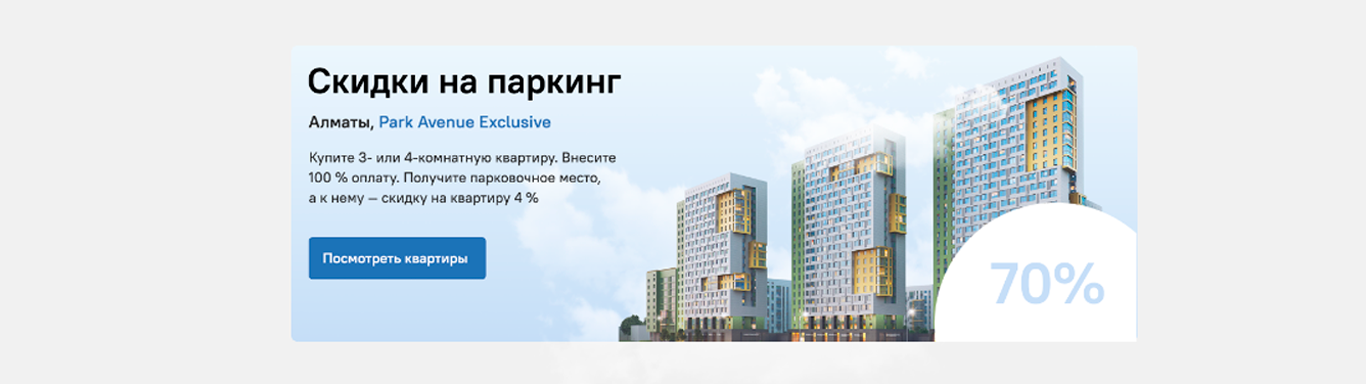 Скидки на паркинг
Алматы, Park Avenue Exclusive
Купите 3- или 4-комнатную квартиру. Внесите
100 % оплату. Получите парковочное место,
а к нему — скидку на квартиру 4 %
Посмотреть квартиры
70%